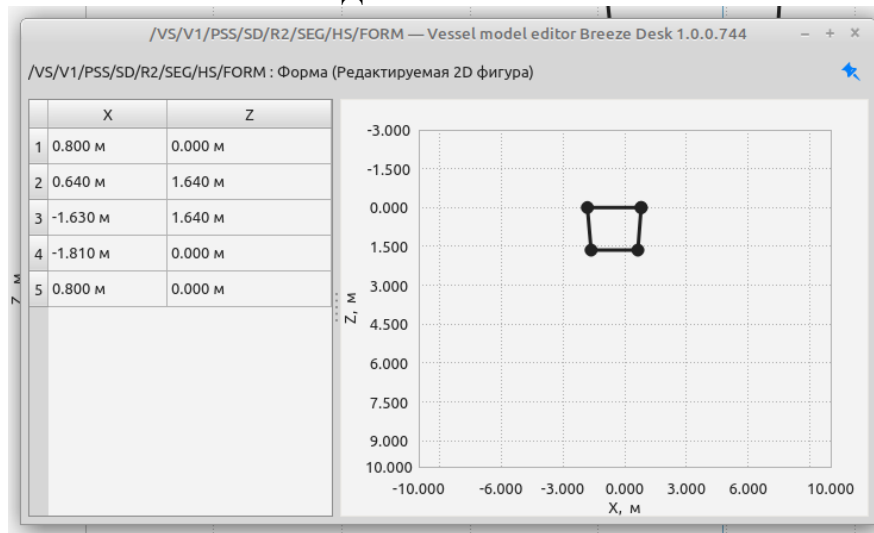 /VS/V1/PSS/SD/R2/SEG/HS/FORM — Vessel model editor Breeze Desk 1.0.0.744
/VS/V1/PSS/SD/R2/SEG/HS/FORM : Форма (Редактируемая 2D фигура)
X Z
1 0.800 м 0.000 м
2 0.640 м 1.640 м
3 -1.630 м 1.640 м
4 -1.810 м 0.000 м
5 0.800 м 0.000 м
Z, м
-3.000
-1.500
0.000
1.500
3.000
4.500
6.000
7.500
9.000
10.000
Z, м
-10.000 -6.000 -3.000 0.000 3.000 6.000 10.000
X, м